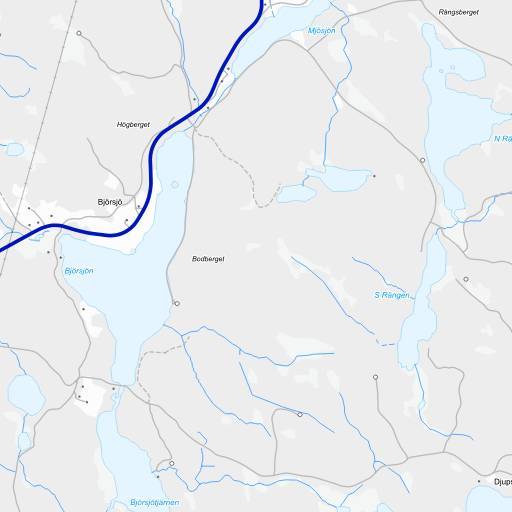 Rångsberget
Mjösjön
Högberget
N Rå
Björsjö
Bodberget
Björsjön
S Rången
Djups
Björsjötjärnen